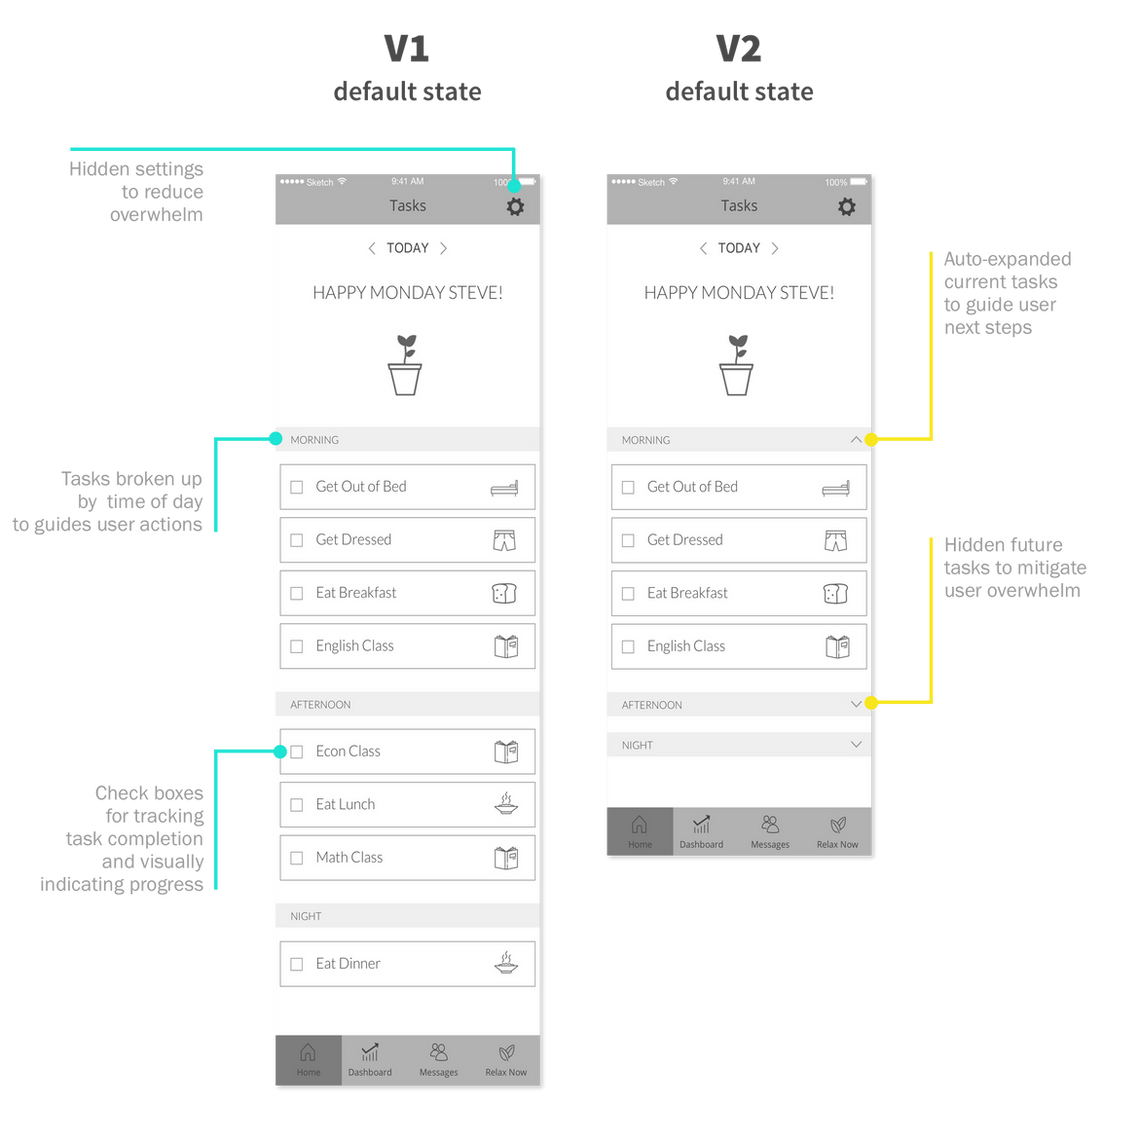 V1
default state
V2
default state
Hidden settings
to reduce
overwhelm
Tasks broken up
by time of day
to guides user actions
Check boxes
for tracking
task completion
and visually
indicating progress
Sketch
9:41 AM
Tasks
TODAY
HAPPY MONDAY STEVE!
MORNING
Get Out of Bed
Get Dressed
Eat Breakfast
English Class
AFTERNOON
Econ Class
Eat Lunch
Math Class
NIGHT
Eat Dinner
Home
Dashboard
Messages
Relax Now
Sketch
9:41 AM
100%
Tasks
TODAY
HAPPY MONDAY STEVE!
MORNING
Get Out of Bed
Get Dressed
Eat Breakfast
English Class
AFTERNOON
NIGHT
Home
Dashboard
Messages
Relax Now
Auto-expanded
current tasks
to guide user
next steps
Hidden future
tasks to mitigate
user overwhelm